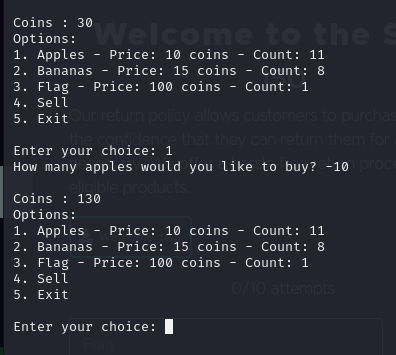 Welcome to the S
Coins : 30
Options:
1. Apples - Price: 10 coins - Count: 11
2. Bananas - Price: 15 coins - Count: 8
3. Flag - Price: 100 coins - Count: 1
4. Sell
5. Exit
Our return policy allows customers to purchas
the confidence that they can return them for
eligible products.
Enter your choice: 1
How many apples would you like to buy? -10
Coins : 130
Options:
1. Apples - Price: 10 coins - Count: 11
2. Bananas - Price: 15 coins - Count: 8
3. Flag - Price: 100 coins - Count: 1
4. Sell
5. Exit
0/10 attempts
Enter your choice:
Flag